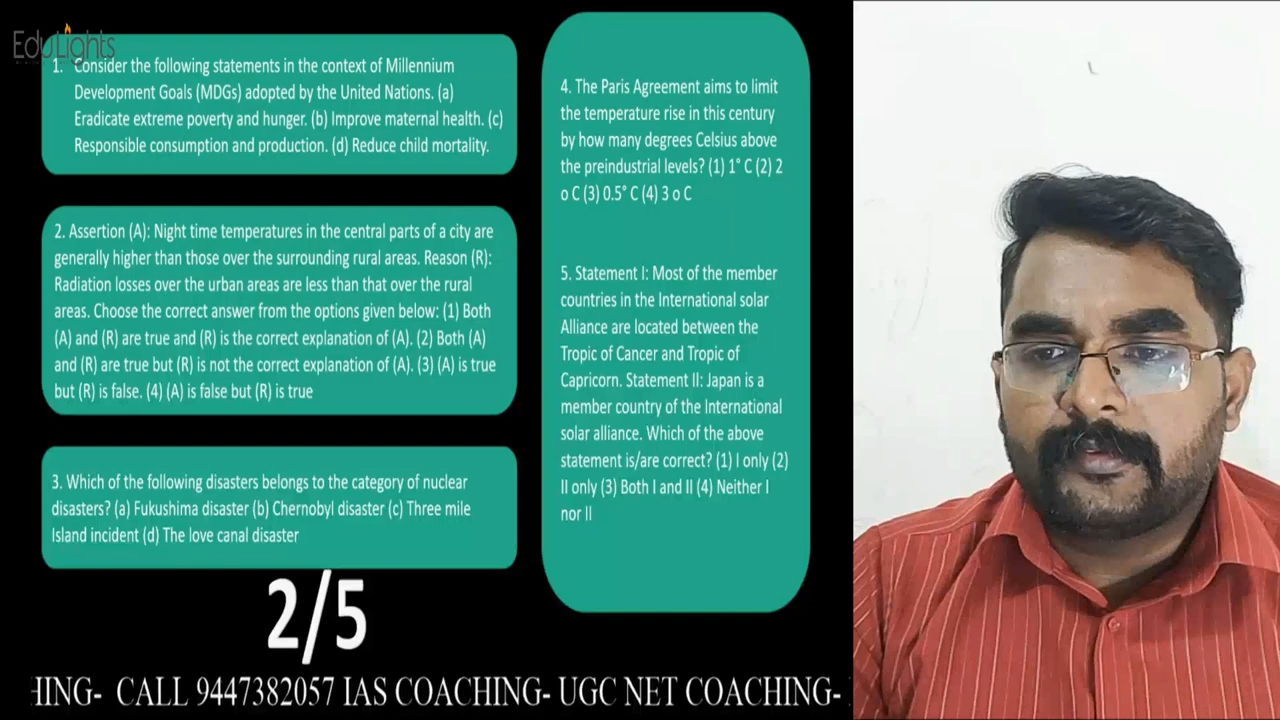 EduLights
1. Consider the following statements in the context of Millennium
Development Goals (MDGs) adopted by the United Nations. (a)
Eradicate extreme poverty and hunger. (b) Improve maternal health. (c)
Responsible consumption and production. (d) Reduce child mortality.
2. Assertion (A): Night time temperatures in the central parts of a city are
generally higher than those over the surrounding rural areas. Reason (R):
Radiation losses over the urban areas are less than that over the rural
areas. Choose the correct answer from the options given below: (1) Both
(A) and (R) are true and (R) is the correct explanation of (A). (2) Both (A)
and (R) are true but (R) is not the correct explanation of (A). (3) (A) is true
but (R) is false. (4) (A) is false but (R) is true
3. Which of the following disasters belongs to the category of nuclear
disasters? (a) Fukushima disaster (b) Chernobyl disaster (c) Three mile
Island incident (d) The love canal disaster
4. The Paris Agreement aims to limit
the temperature rise in this century
by how many degrees Celsius above
the preindustrial levels? (1) 1° C (2) 2
o C (3) 0.5° C (4) 3 o C
5. Statement I: Most of the member
countries in the International solar
Alliance are located between the
Tropic of Cancer and Tropic of
Capricorn. Statement II: Japan is a
member country of the International
solar alliance. Which of the above
statement is/are correct? (1) I only (2)
II only (3) Both I and II (4) Neither I
nor II
2/5
HING- CALL 9447382057 IAS COACHING- UGC NET COACHING-